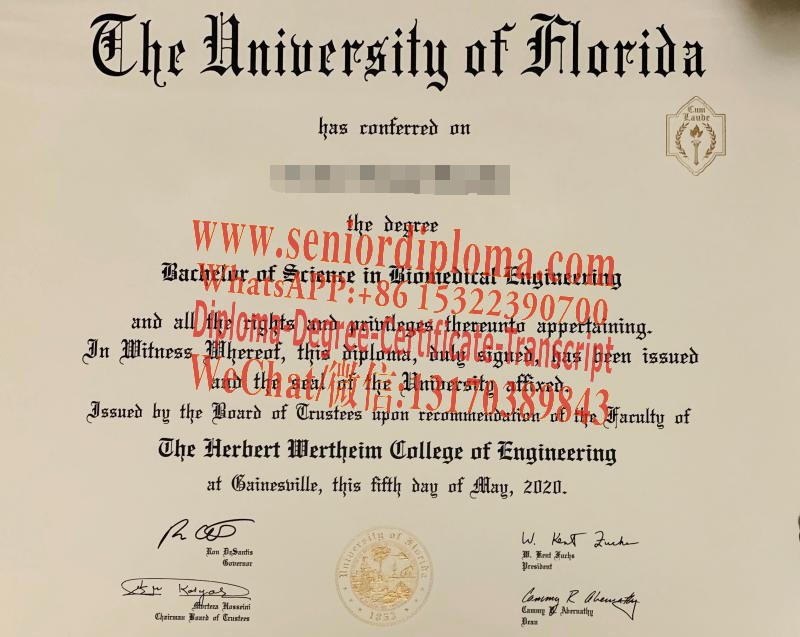 The University of Florida
has conferred on
Cum
Laude
the degree
www.seniordiploma.com
Bachelor of Science in Biomedical Engineering
WhatsAPP:+86 15322390700
and all the rights and privileges thereunto appertaining.
Diploma-Degree-Certificate-Transcript
In Witness Whereof, this diploma, duly signed, has been issued
and the seal of the University affixed.
WeChat/微信:13170389843
Issued by the Board of Trustees upon recommendation of the Faculty of
The Herbert Wertheim College of Engineering
at Gainesville, this fifth day of May, 2020.
Ron DeSantis
Governor
W. Kent Fuchs
W. Kent Fuchs
President
University of Florida
1853
Morteza Hosseini
Chairman Board of Trustees
Cammy R Abernathy
Cammy R. Abernathy
Dean